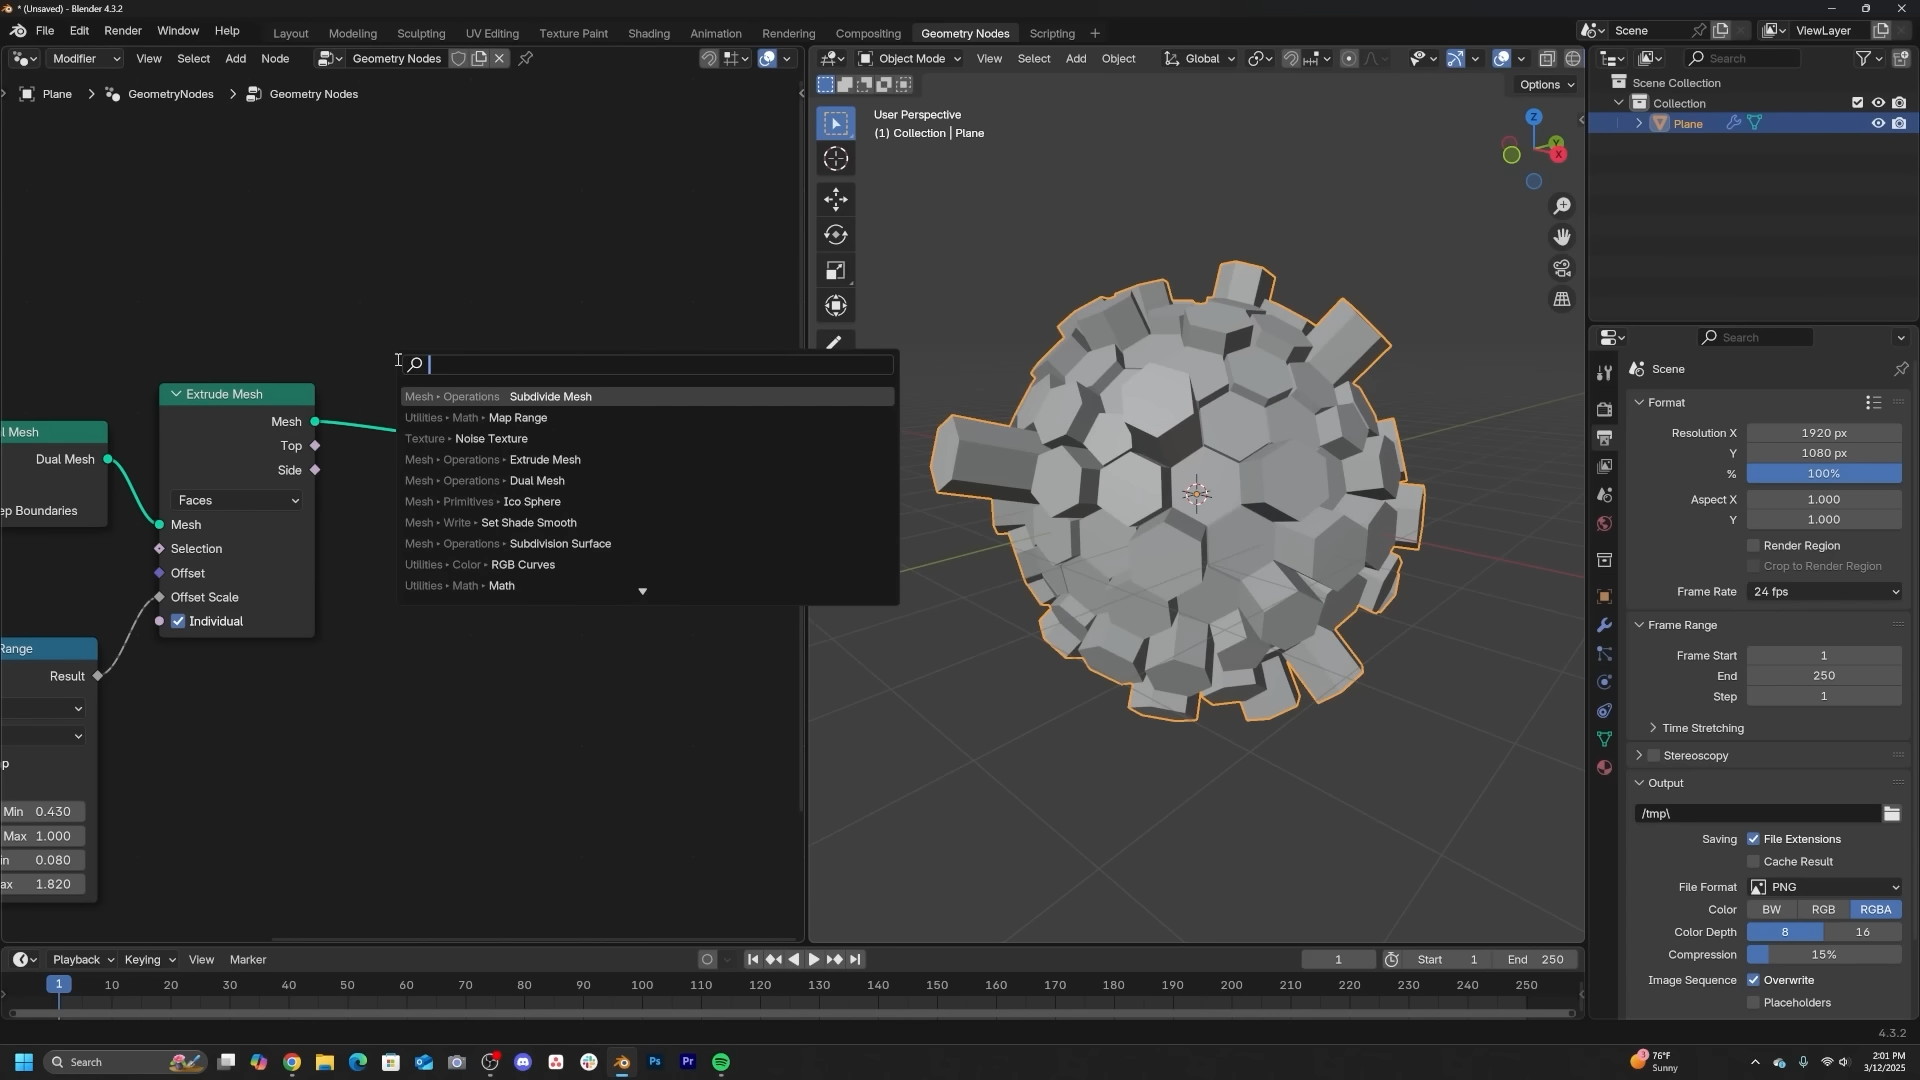 * (Unsaved) - Blender 4.3.2
File Edit Render Window Help
Layout Modeling Sculpting UV Editing Texture Paint Shading Animation Rendering Compositing Geometry Nodes Scripting +
Scene
ViewLayer
Modifier View Select Add Node Geometry Nodes
Object Mode View Select Add Object Global
Search
Options
Plane > GeometryNodes > Geometry Nodes
User Perspective
(1) Collection | Plane
Z
Y
X
Scene Collection
Collection
Plane
l Mesh
Dual Mesh
ep Boundaries
Extrude Mesh
Mesh
Top
Side
Faces
Mesh
Selection
Offset
Offset Scale
Individual
Range
Result
p
Min 0.430
Max 1.000
in 0.080
ax 1.820
Mesh ▸ Operations Subdivide Mesh
Utilities ▸ Math ▸ Map Range
Texture ▸ Noise Texture
Mesh ▸ Operations ▸ Extrude Mesh
Mesh ▸ Operations ▸ Dual Mesh
Mesh ▸ Primitives ▸ Ico Sphere
Mesh ▸ Write ▸ Set Shade Smooth
Mesh ▸ Operations ▸ Subdivision Surface
Utilities ▸ Color ▸ RGB Curves
Utilities ▸ Math ▸ Math
Search
Scene
Format
Resolution X 1920 px
Y 1080 px
% 100%
Aspect X 1.000
Y 1.000
Render Region
Crop to Render Region
Frame Rate 24 fps
Frame Range
Frame Start 1
End 250
Step 1
Time Stretching
Stereoscopy
Output
/tmp\
Saving File Extensions
Cache Result
File Format PNG
Color BW RGB RGBA
Color Depth 8 16
Compression 15%
Image Sequence Overwrite
Placeholders
Playback Keying View Marker
1 Start 1 End 250
1 10 20 30 40 50 60 70 80 90 100 110 120 130 140 150 160 170 180 190 200 210 220 230 240 250
4.3.2
Search
Ps
Pr
76°F
Sunny
2:01 PM
3/12/2025